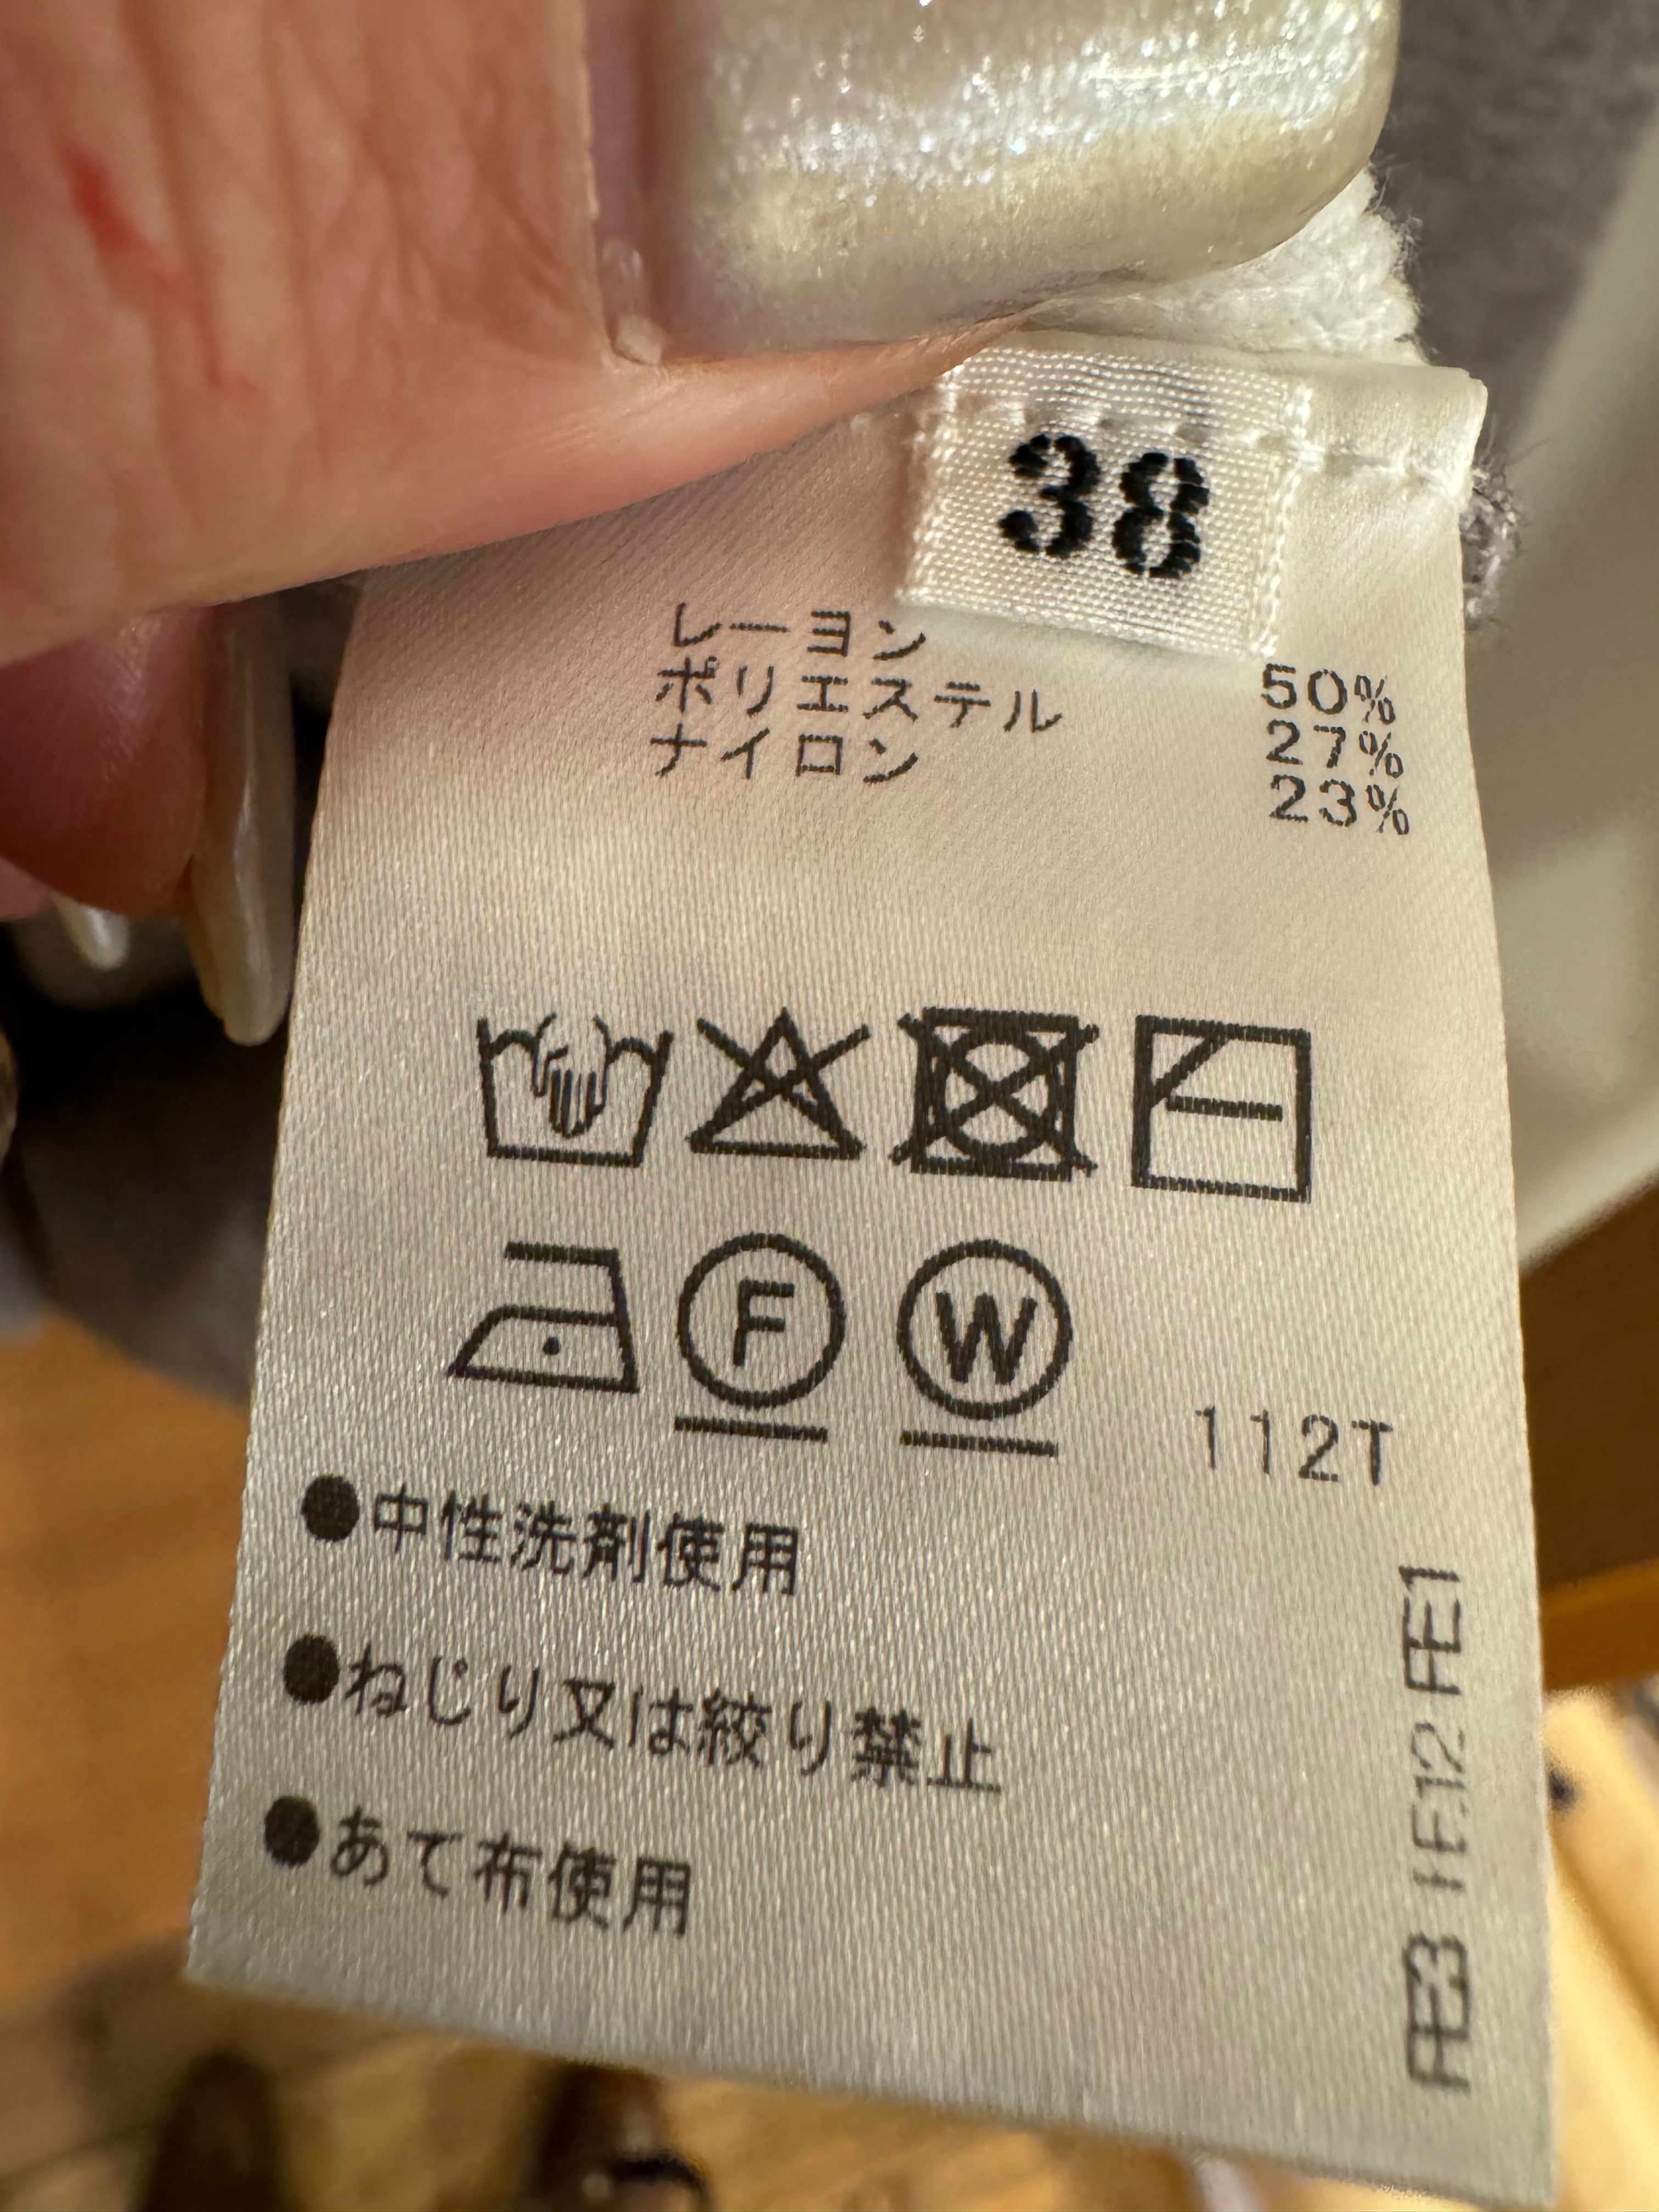 38
レーヨン 50%
ポリエステル 27%
ナイロン 23%
F W
112T
●中性洗剤使用
●ねじり又は絞り禁止
●あて布使用